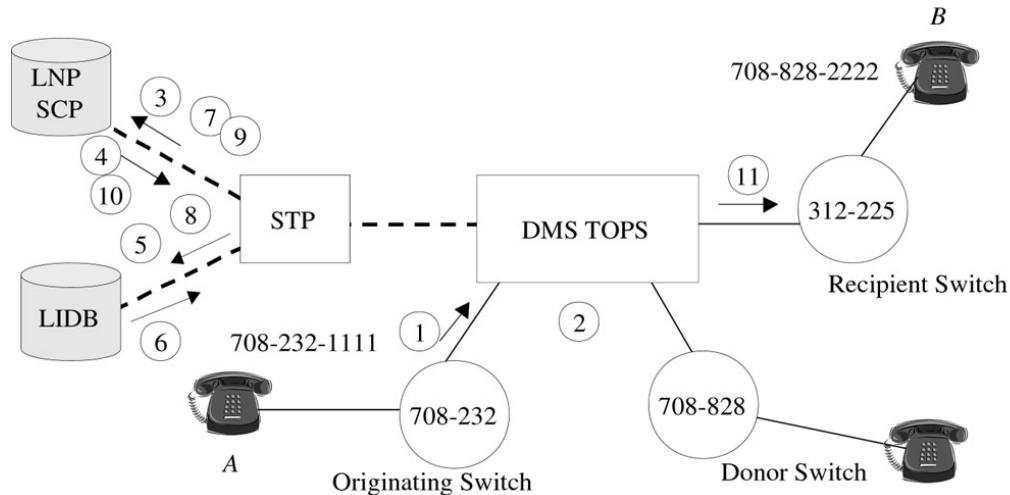 B
LNP
SCP
708-828-2222
3
7
9
4
10
8
11
STP
DMS TOPS
312-225
5
Recipient Switch
LIDB
6
1
2
708-232-1111
708-232
708-828
A
Originating Switch
Donor Switch